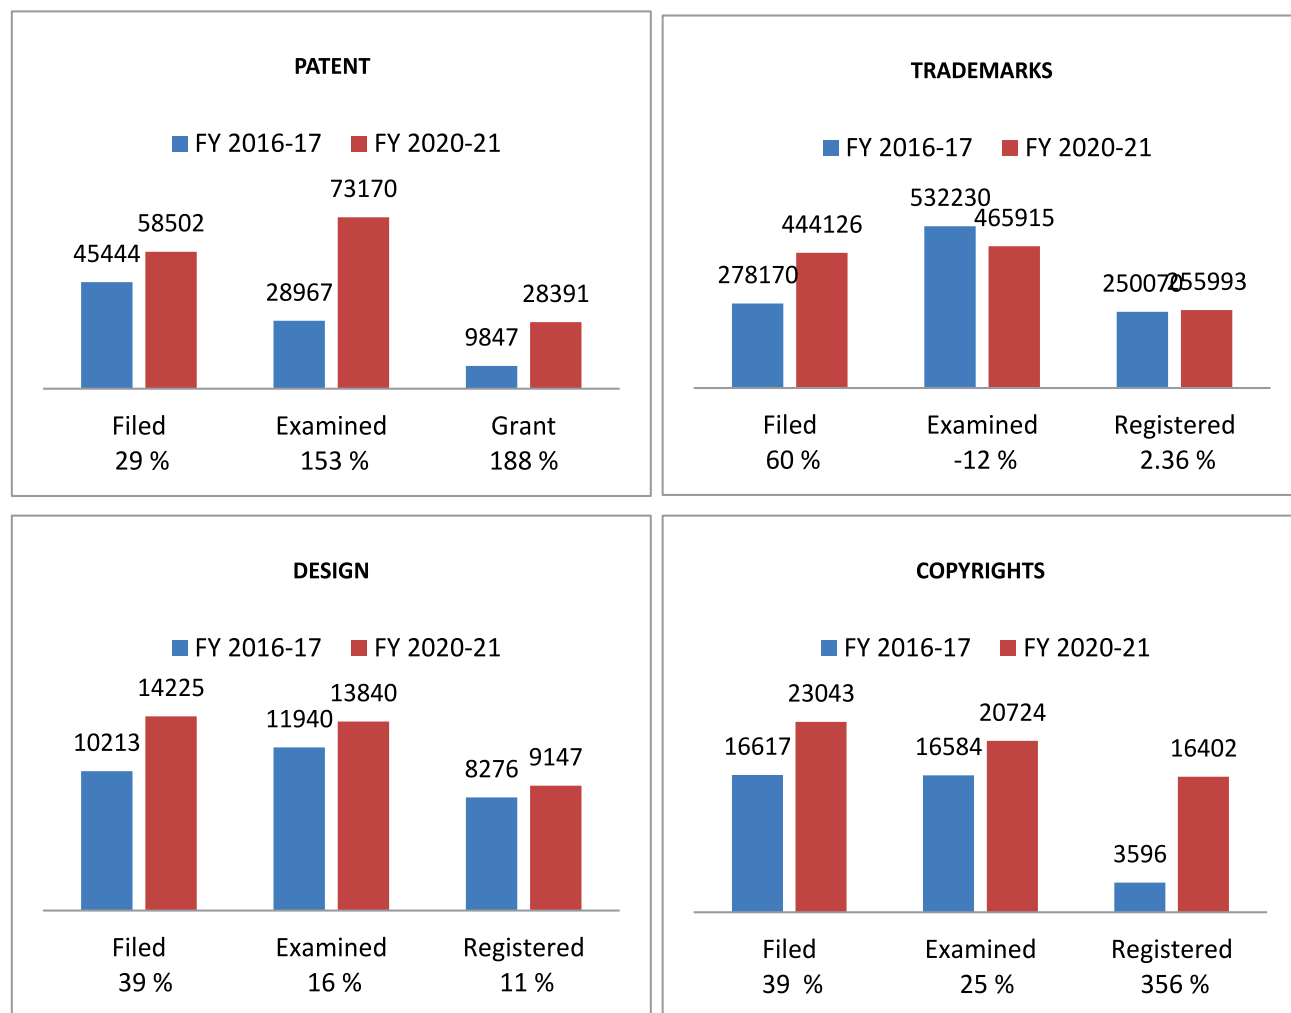 PATENT
FY 2016-17 FY 2020-21
45444 58502 28967 73170 9847 28391
Filed Examined Grant
29 % 153 % 188 %
TRADEMARKS
FY 2016-17 FY 2020-21
278170 444126 532230 465915 250070 255993
Filed Examined Registered
60 % -12 % 2.36 %
DESIGN
FY 2016-17 FY 2020-21
10213 14225 11940 13840 8276 9147
Filed Examined Registered
39 % 16 % 11 %
COPYRIGHTS
FY 2016-17 FY 2020-21
16617 23043 16584 20724 3596 16402
Filed Examined Registered
39 % 25 % 356 %